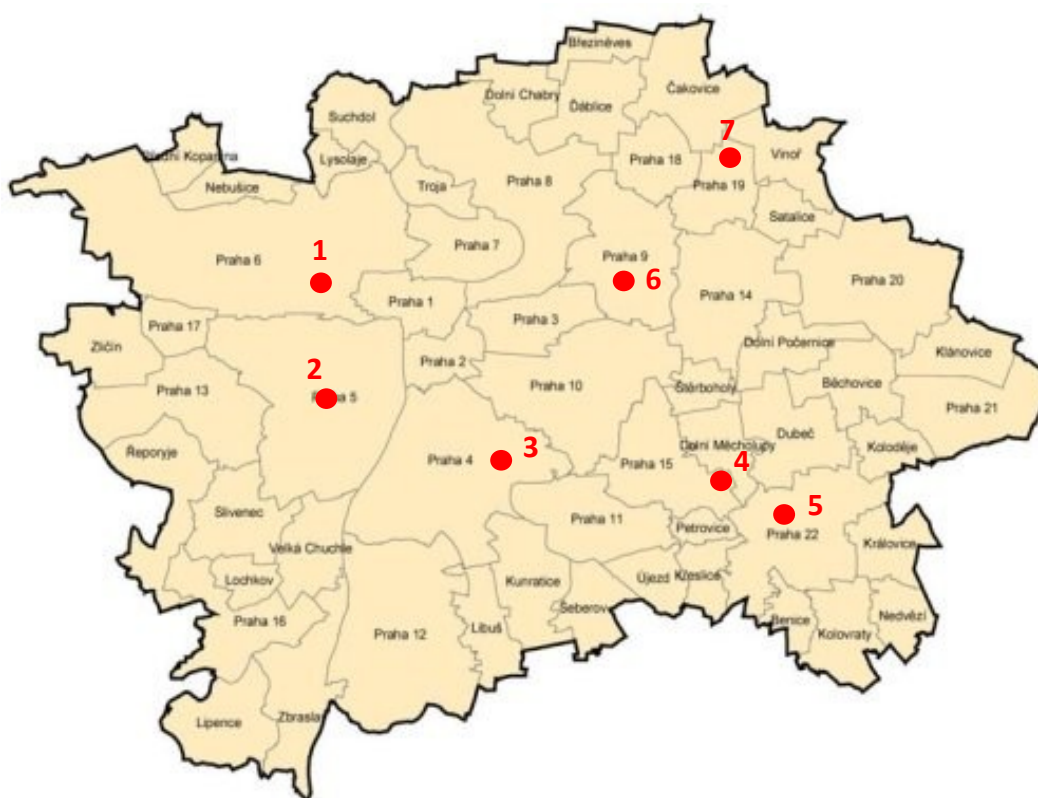 Březiněves
Čakovice
Dolní Chabry
Ďáblice
Suchdol
7
Vinoř
Lysolaje
Praha 18
Praha 8
Praha 19
Nebušice
Troja
Satalice
1
Praha 7
Praha 6
Praha 9
6
Praha 20
Praha 14
Praha 1
Praha 3
Praha 17
Dolní Počernice
Zličín
Klánovice
Praha 2
2
Běchovice
Praha 10
Štěrboholy
Praha 13
Praha 21
Dubeč
3
Dolní Měcholupy
Koloděje
Řeporyje
Praha 4
Praha 15
4
5
Slivenec
Praha 11
Petrovice
Praha 22
Velká Chuchle
Královice
Lochkov
Kunratice
Újezd
Křeslice
Šeberov
Praha 16
Nedvězí
Benice
Libuš
Praha 12
Kolovraty
Zbrasla
Lipence